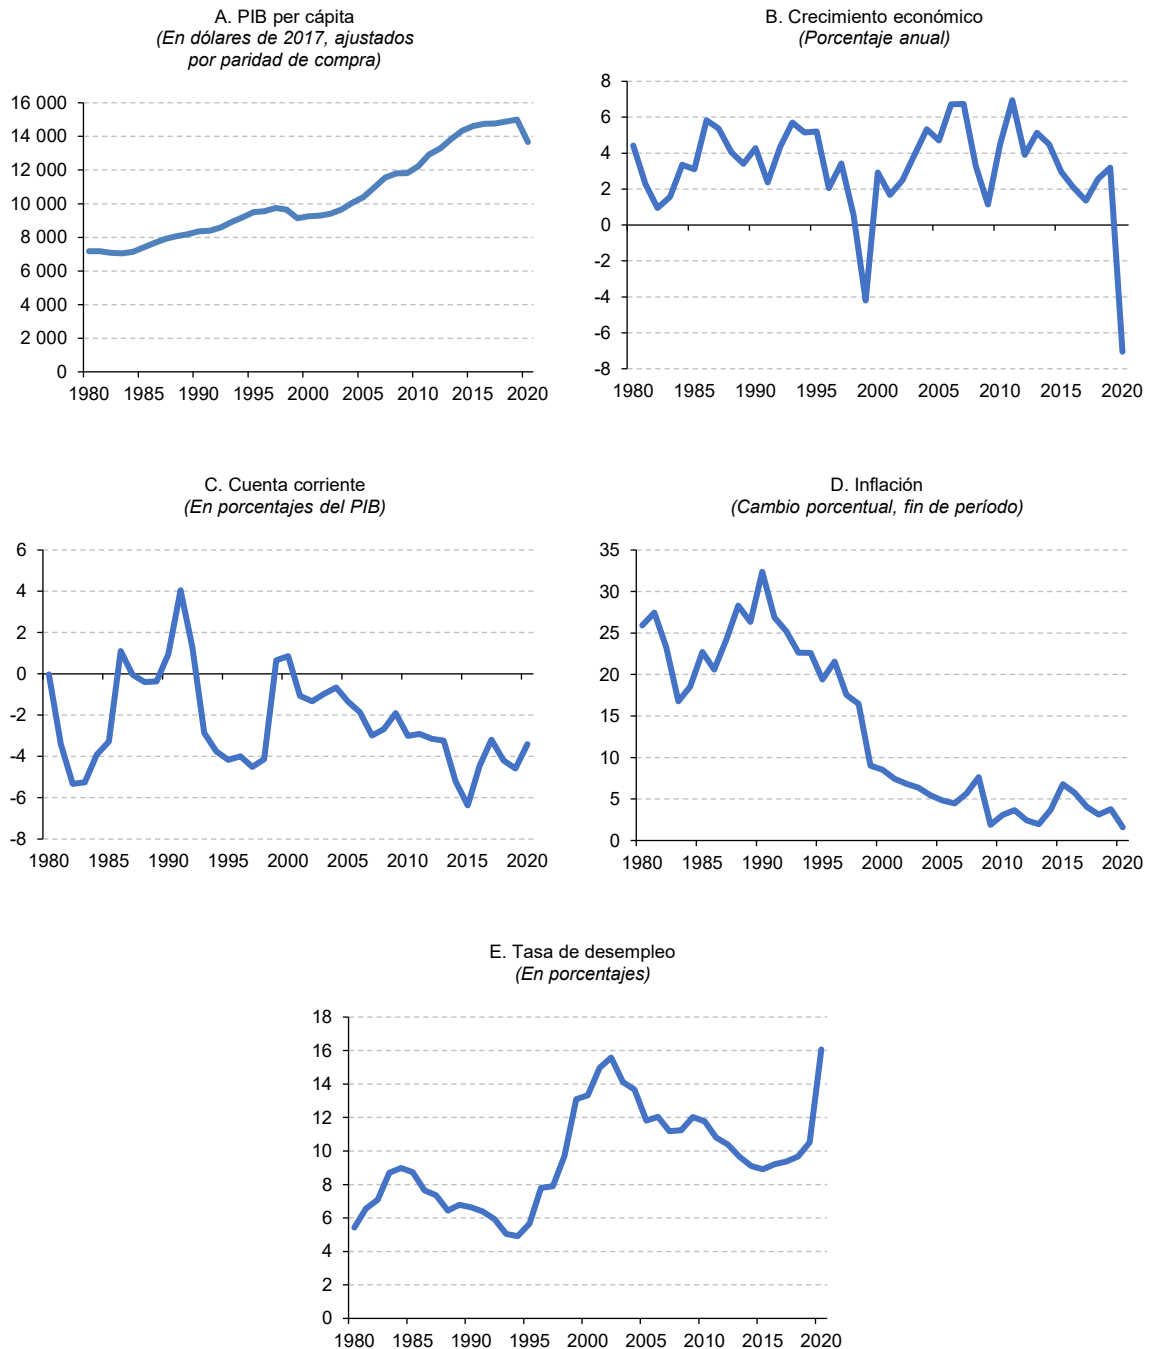 A. PIB per cápita
(En dólares de 2017, ajustados
por paridad de compra)
16 000
14 000
12 000
10 000
8 000
6 000
4 000
2 000
0
1980 1985 1990 1995 2000 2005 2010 2015 2020
B. Crecimiento económico
(Porcentaje anual)
8
6
4
2
0
-2
-4
-6
-8
1980 1985 1990 1995 2000 2005 2010 2015 2020
C. Cuenta corriente
(En porcentajes del PIB)
6
4
2
0
-2
-4
-6
-8
1980 1985 1990 1995 2000 2005 2010 2015 2020
D. Inflación
(Cambio porcentual, fin de período)
35
30
25
20
15
10
5
0
1980 1985 1990 1995 2000 2005 2010 2015 2020
E. Tasa de desempleo
(En porcentajes)
18
16
14
12
10
8
6
4
2
0
1980 1985 1990 1995 2000 2005 2010 2015 2020